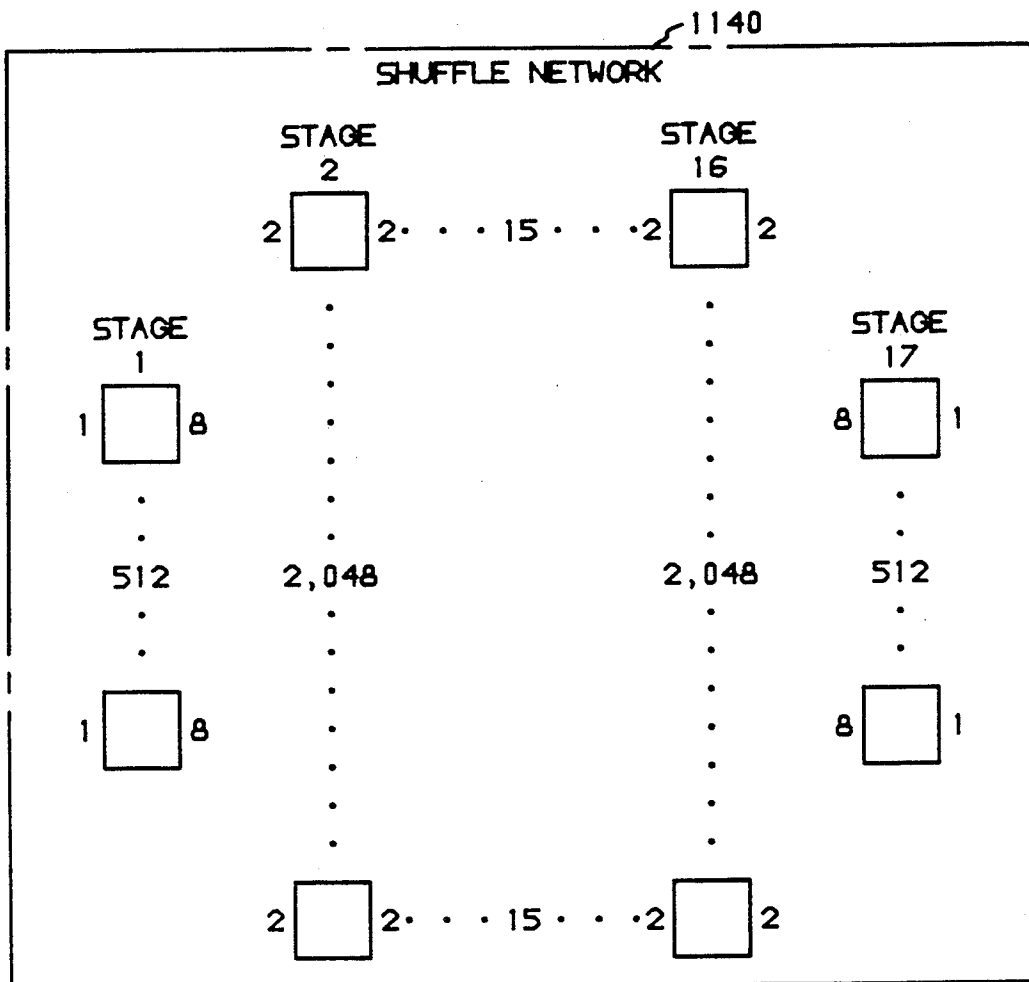 1140
SHUFFLE NETWORK
STAGE
2
STAGE
16
2 2 15 2 2
STAGE
1
STAGE
17
1 8
8 1
512 2,048 2,048 512
1 8
8 1
2 2 15 2 2